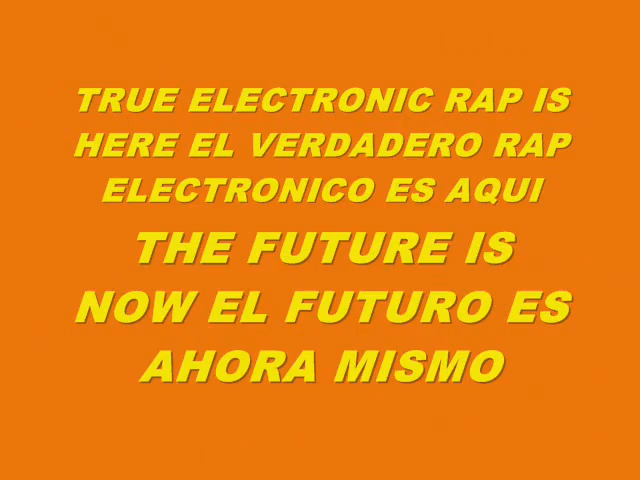 TRUE ELECTRONIC RAP IS
HERE EL VERDADERO RAP
ELECTRONICO ES AQUI
THE FUTURE IS
NOW EL FUTURO ES
AHORA MISMO